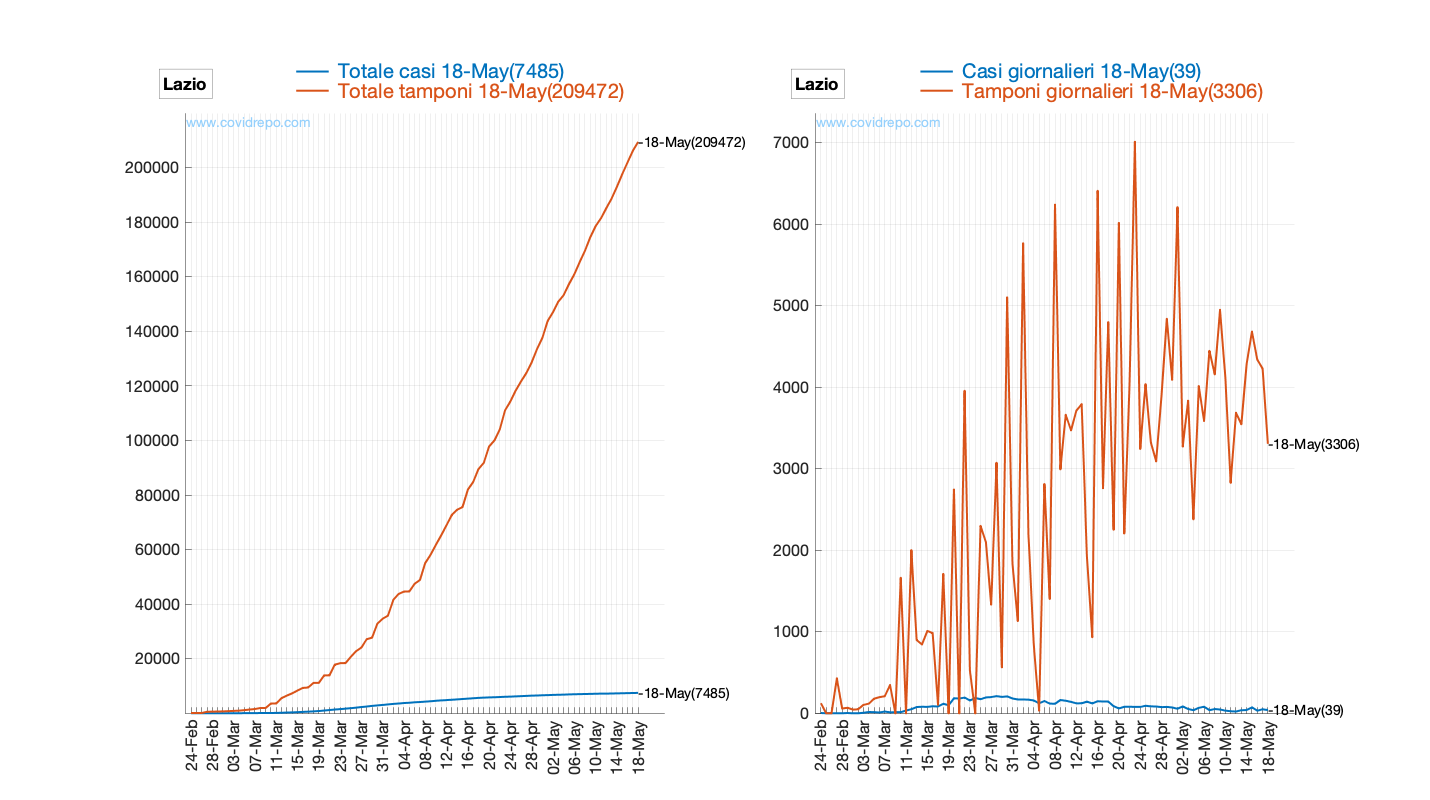 Lazio
Totale casi 18-May(7485)
Totale tamponi 18-May(209472)
www.covidrepo.com
18-May(209472)
200000
180000
160000
140000
120000
100000
80000
60000
40000
20000
18-May(7485)
24-Feb
28-Feb
03-Mar
07-Mar
11-Mar
15-Mar
19-Mar
23-Mar
27-Mar
31-Mar
04-Apr
08-Apr
12-Apr
16-Apr
20-Apr
24-Apr
28-Apr
02-May
06-May
10-May
14-May
18-May
Lazio
Casi giornalieri 18-May(39)
Tamponi giornalieri 18-May(3306)
www.covidrepo.com
7000
6000
5000
4000
3000
2000
1000
0
18-May(3306)
18-May(39)
24-Feb
28-Feb
03-Mar
07-Mar
11-Mar
15-Mar
19-Mar
23-Mar
27-Mar
31-Mar
04-Apr
08-Apr
12-Apr
16-Apr
20-Apr
24-Apr
28-Apr
02-May
06-May
10-May
14-May
18-May